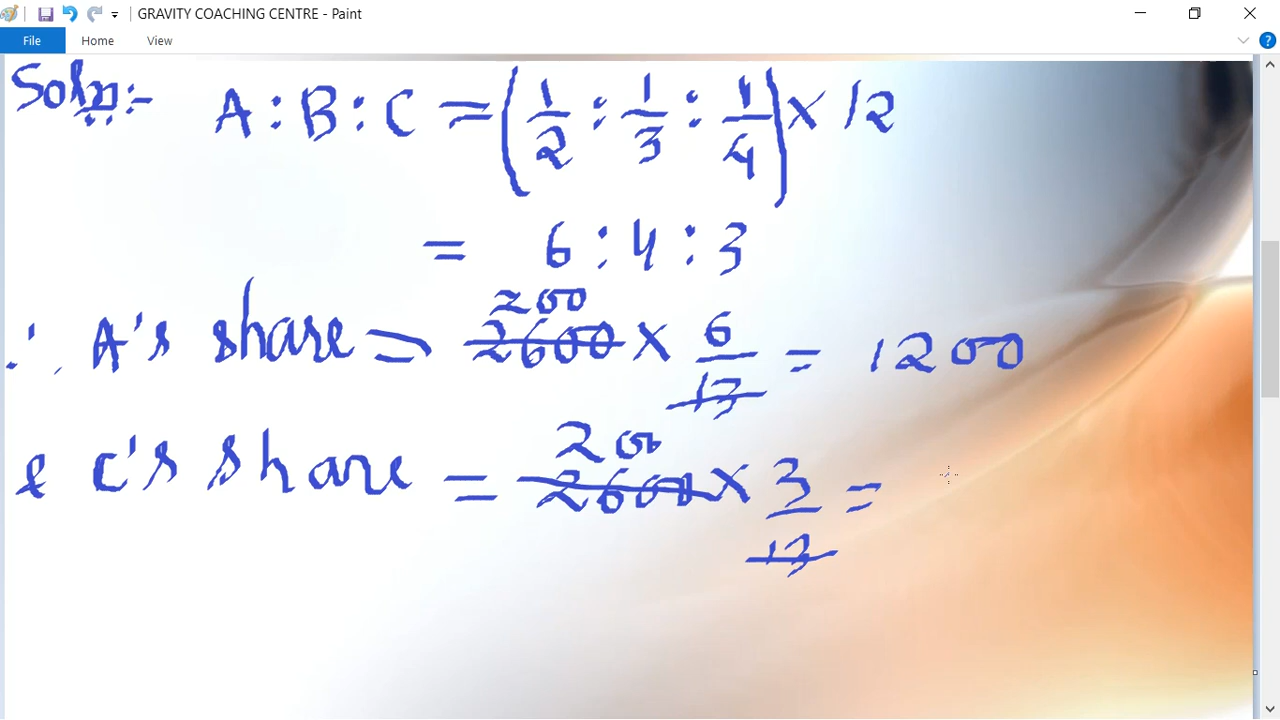 GRAVITY COACHING CENTRE - Paint
File Home View
Soln:-
A : B : C = (1/2 : 1/3 : 1/4) × 12
= 6 : 4 : 3
∴ A's share = 2600 × 6/13 = 1200
200
& C's share = 2600 × 3/13 =
200